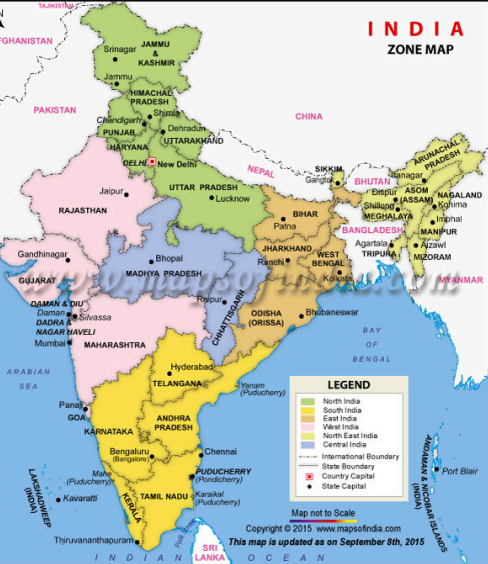 TAJIKISTAN
INDIA
ZONE MAP
AFGHANISTAN
Srinagar
JAMMU
&
KASHMIR
Jammu
HIMACHAL
PRADESH
PAKISTAN
CHINA
Chandigarh
Shimla
PUNJAB
Dehradun
UTTARAKHAND
HARYANA
DELHI
New Delhi
NEPAL
SIKKIM
Gangtok
BHUTAN
ARUNACHAL
PRADESH
Itanagar
Jaipur
RAJASTHAN
UTTAR PRADESH
Lucknow
Dispur
ASOM
(ASSAM)
NAGALAND
Kohima
Shillong
MEGHALAYA
BIHAR
Patna
Imphal
MANIPUR
BANGLADESH
Agartala
TRIPURA
Aizawl
MIZORAM
Gandhinagar
GUJARAT
Bhopal
MADHYA PRADESH
JHARKHAND
Ranchi
WEST
BENGAL
Kolkata
MYANMAR
www.mapsofindia.com
DAMAN & DIU
Daman
Silvassa
DADRA &
NAGAR HAVELI
Mumbai
MAHARASHTRA
Raipur
CHHATTISGARH
ODISHA
(ORISSA)
Bhubaneswar
BAY
OF
BENGAL
ARABIAN
SEA
Hyderabad
TELANGANA
Yanam
(Puducherry)
Panaji
GOA
KARNATAKA
ANDHRA
PRADESH
LEGEND
North India
South India
East India
West India
North East India
Central India
International Boundary
State Boundary
Country Capital
State Capital
Bengaluru
(Bangalore)
Chennai
Mahe
(Puducherry)
PUDUCHERRY
(Pondicherry)
Karaikal
(Puducherry)
LAKSHADWEEP
(INDIA)
Kavaratti
KERALA
TAMIL NADU
ANDAMAN & NICOBAR ISLANDS
(INDIA)
Port Blair
Thiruvananthapuram
Palk Strait
SRI
LANKA
INDIAN OCEAN
Map not to Scale
Copyright © 2015 www.mapsofindia.com
This map is updated as on September 8th, 2015